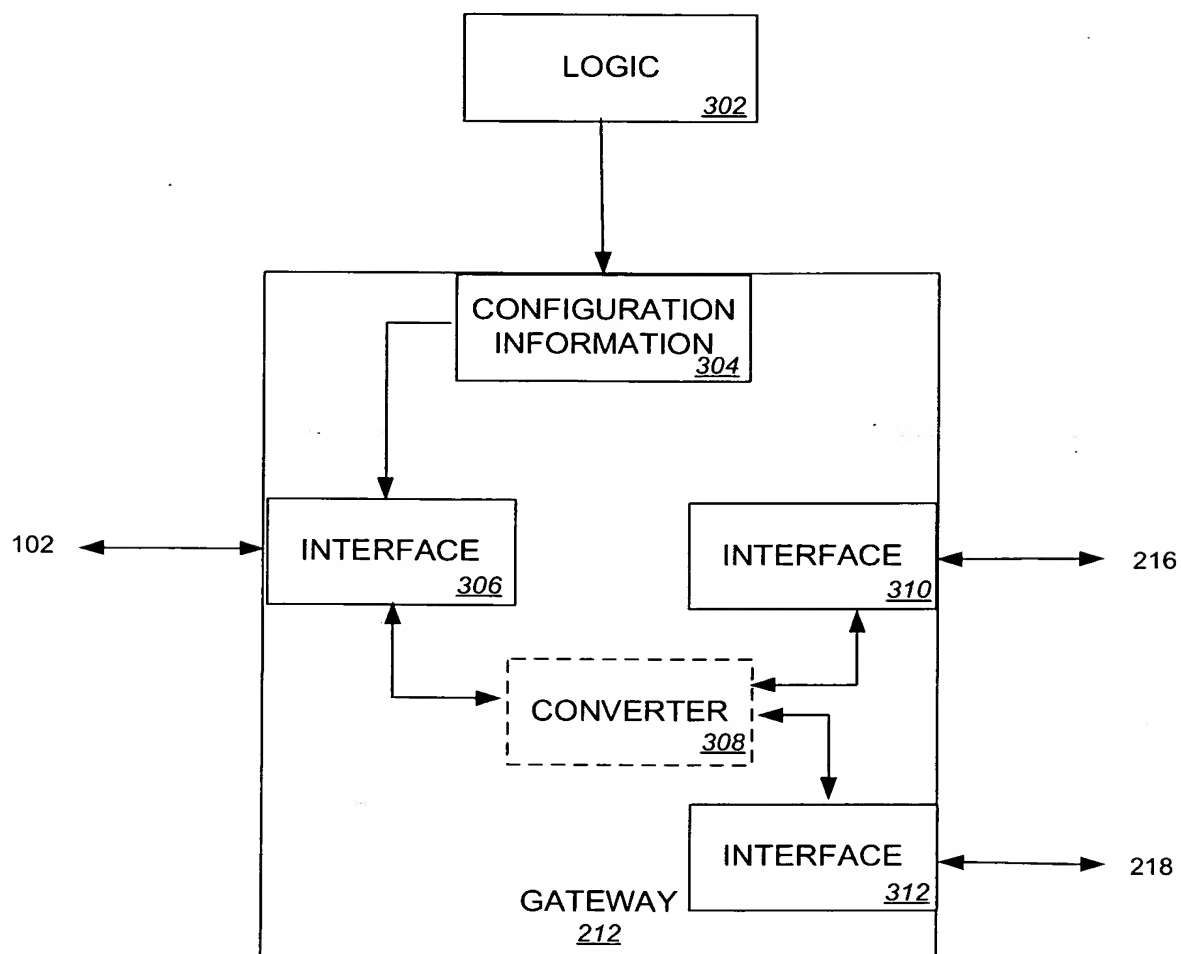 LOGIC
302
CONFIGURATION
INFORMATION
304
102
INTERFACE
306
INTERFACE
310
216
CONVERTER
308
INTERFACE
312
218
GATEWAY
212